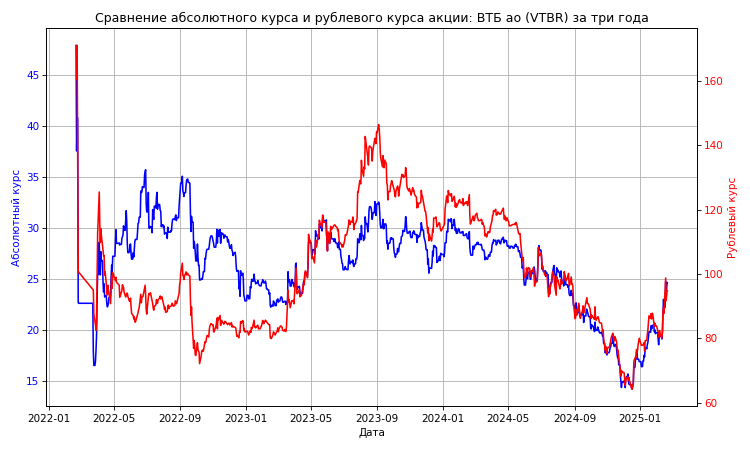 Сравнение абсолютного курса и рублевого курса акции: ВТБ ао (VTBR) за три года
Абсолютный курс
45
40
35
30
25
20
15
160
140
120
100
80
60
Рублевый курс
2022-01 2022-05 2022-09 2023-01 2023-05 2023-09 2024-01 2024-05 2024-09 2025-01
Дата